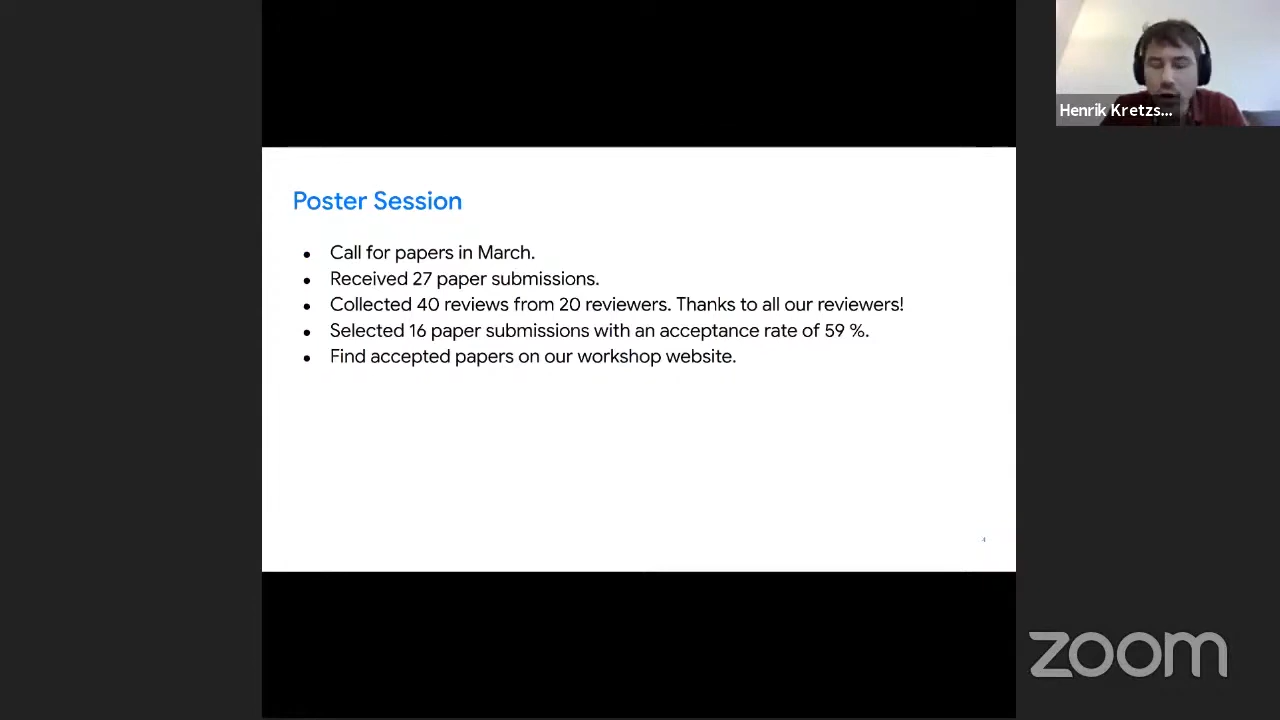 Henrik Kretzs...
Poster Session
• Call for papers in March.
• Received 27 paper submissions.
• Collected 40 reviews from 20 reviewers. Thanks to all our reviewers!
• Selected 16 paper submissions with an acceptance rate of 59 %.
• Find accepted papers on our workshop website.
4
zoom